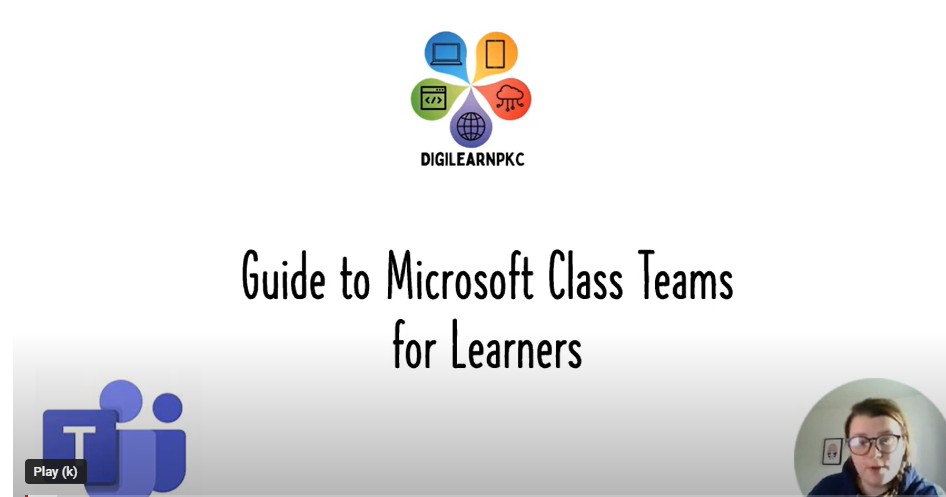 DIGILEARNPKC
Guide to Microsoft Class Teams
for Learners
T
Play (k)